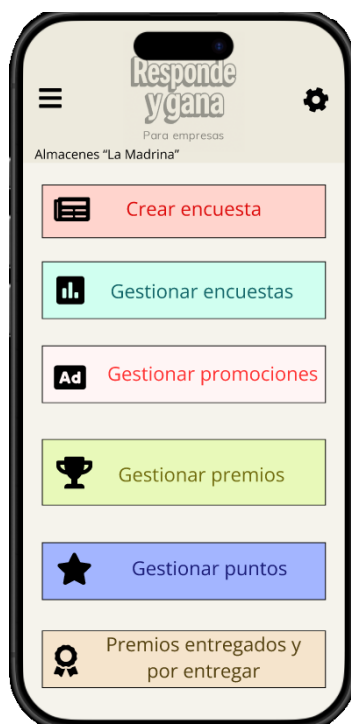 Responde
y gana
Para empresas
Almacenes “La Madrina”
Crear encuesta
Gestionar encuestas
Ad
Gestionar promociones
Gestionar premios
Gestionar puntos
Premios entregados y
por entregar